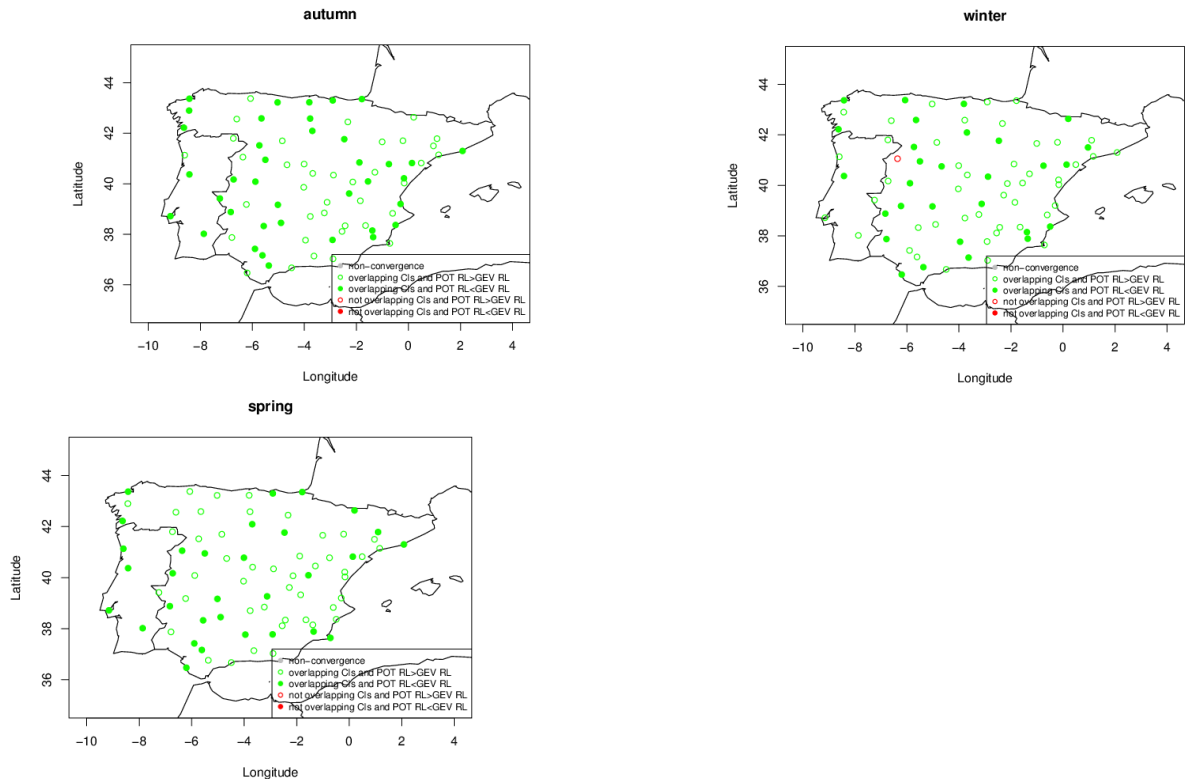 autumn
Latitude
44
42
40
38
36
non−convergence
overlapping CIs and POT RL>GEV RL
overlapping CIs and POT RL<GEV RL
not overlapping CIs and POT RL>GEV RL
not overlapping CIs and POT RL<GEV RL
−10 −8 −6 −4 −2 0 2 4
Longitude
winter
Latitude
44
42
40
38
36
non−convergence
overlapping CIs and POT RL>GEV RL
overlapping CIs and POT RL<GEV RL
not overlapping CIs and POT RL>GEV RL
not overlapping CIs and POT RL<GEV RL
−10 −8 −6 −4 −2 0 2 4
Longitude
spring
Latitude
44
42
40
38
36
non−convergence
overlapping CIs and POT RL>GEV RL
overlapping CIs and POT RL<GEV RL
not overlapping CIs and POT RL>GEV RL
not overlapping CIs and POT RL<GEV RL
−10 −8 −6 −4 −2 0 2 4
Longitude